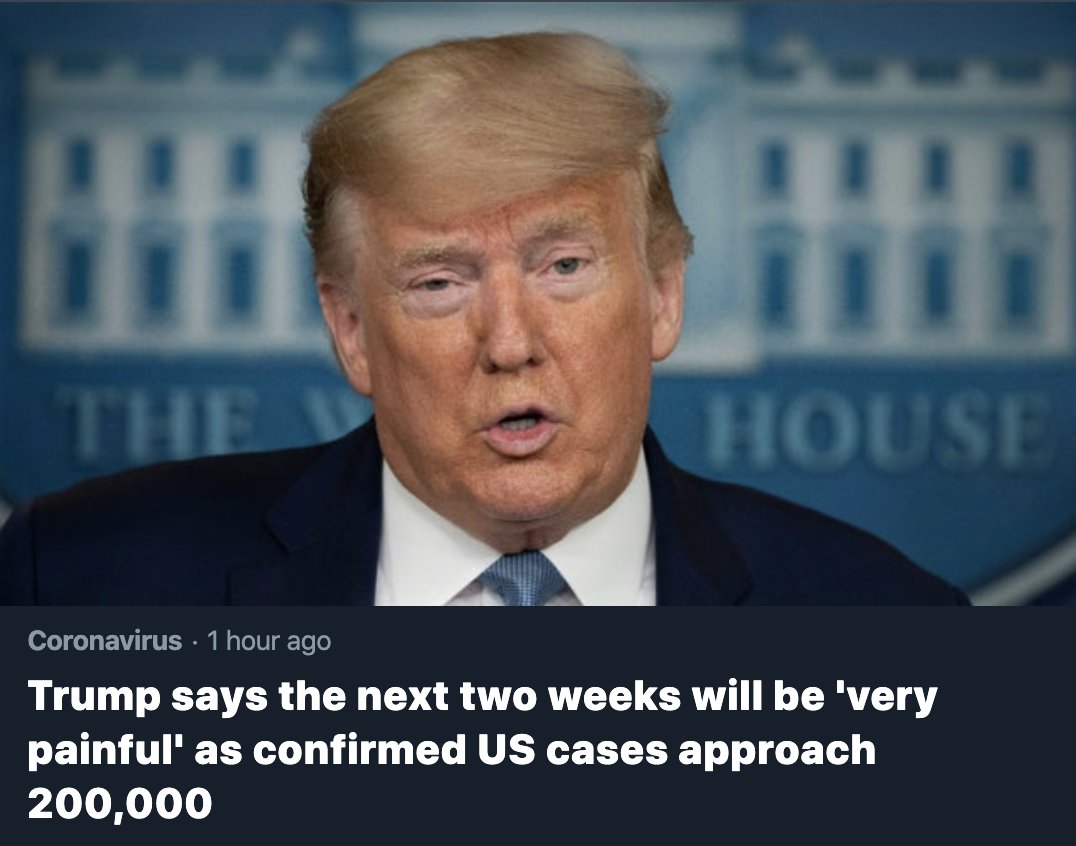 THE W HOUSE
Coronavirus · 1 hour ago
Trump says the next two weeks will be 'very
painful' as confirmed US cases approach
200,000